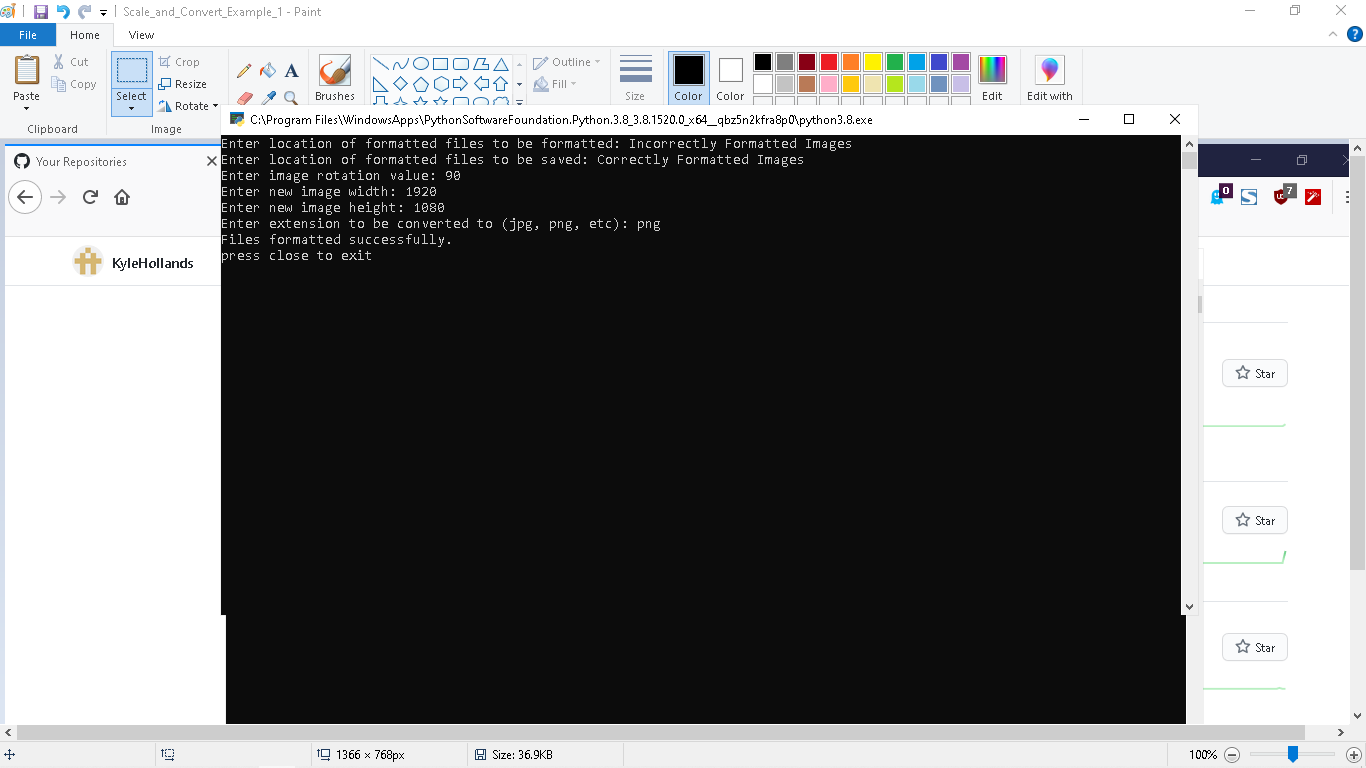 Scale_and_Convert_Example_1 - Paint
File Home View
Paste
Cut
Copy
Clipboard
Select
Crop
Resize
Rotate
Image
A
Brushes
Outline
Fill
Size
Color
Color
Edit
Edit with
C:\Program Files\WindowsApps\PythonSoftwareFoundation.Python.3.8_3.8.1520.0_x64__qbz5n2kfra8p0\python3.8.exe
Enter location of formatted files to be formatted: Incorrectly Formatted Images
Enter location of formatted files to be saved: Correctly Formatted Images
Enter image rotation value: 90
Enter new image width: 1920
Enter new image height: 1080
Enter extension to be converted to (jpg, png, etc): png
Files formatted successfully.
press close to exit
Your Repositories
0
S
7
KyleHollands
Star
Star
Star
1366 × 768px
Size: 36.9KB
100%